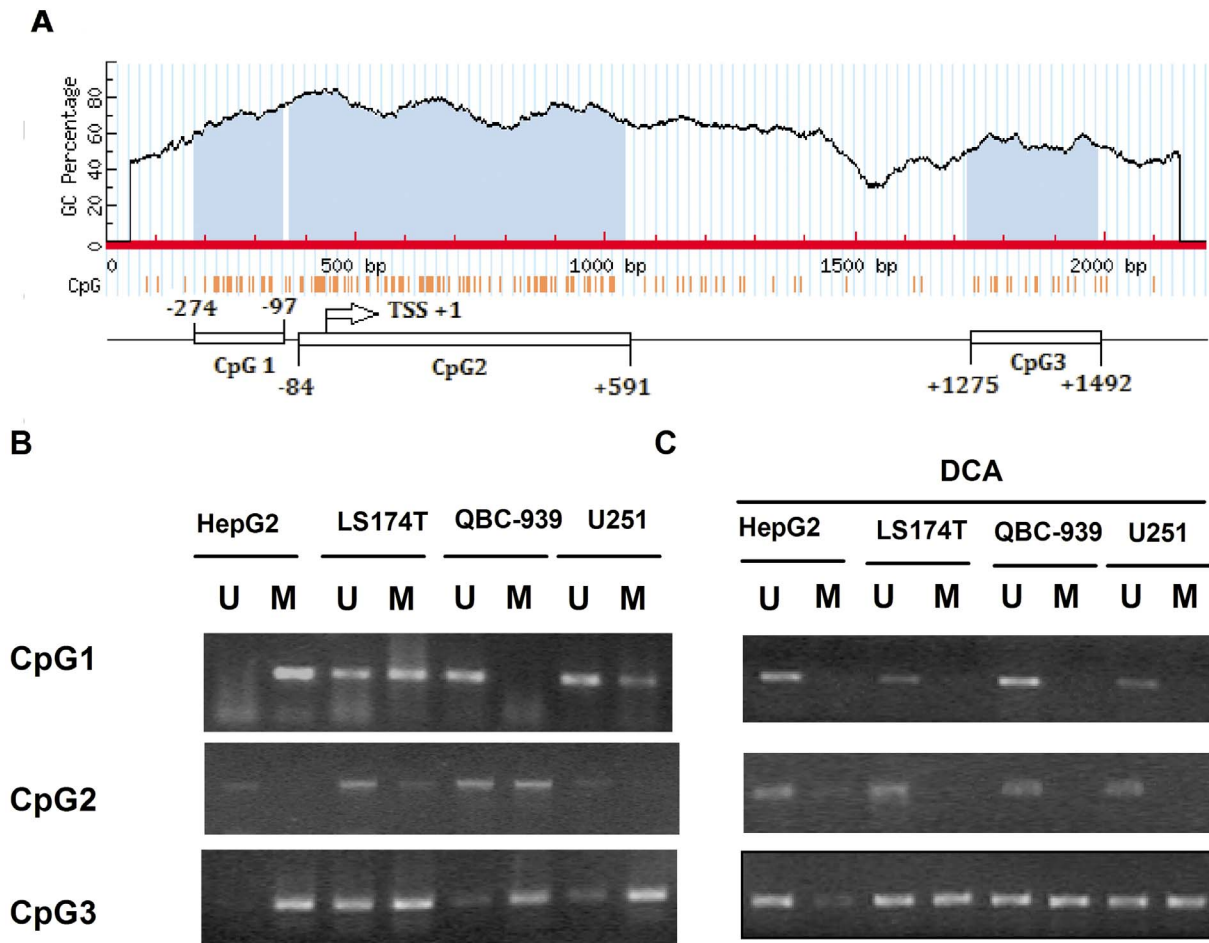 A
GC Percentage
0 20 40 60 80
0 500 bp 1000 bp 1500 bp 2000 bp
CpG
-274 -97 TSS +1
CpG 1 CpG2 CpG3
-84 +591 +1275 +1492
B
HepG2 LS174T QBC-939 U251
U M U M U M U M
CpG1
CpG2
CpG3
C
DCA
HepG2 LS174T QBC-939 U251
U M U M U M U M